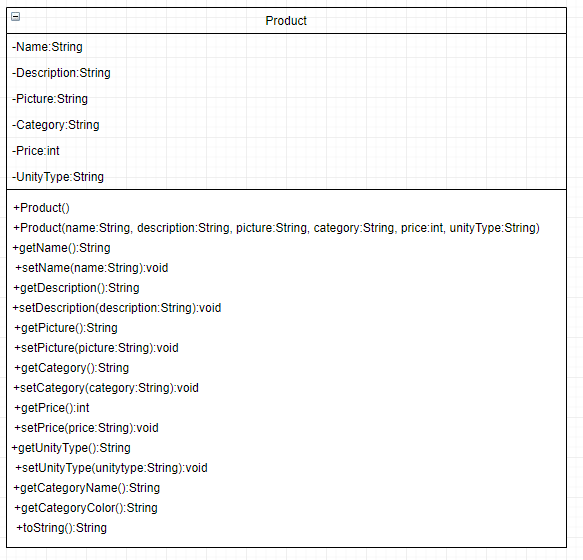 Product
-Name:String
-Description:String
-Picture:String
-Category:String
-Price:int
-UnityType:String
+Product()
+Product(name:String, description:String, picture:String, category:String, price:int, unityType:String)
+getName():String
+setName(name:String):void
+getDescription():String
+setDescription(description:String):void
+getPicture():String
+setPicture(picture:String):void
+getCategory():String
+setCategory(category:String):void
+getPrice():int
+setPrice(price:String):void
+getUnityType():String
+setUnityType(unitytype:String):void
+getCategoryName():String
+getCategoryColor():String
+toString():String